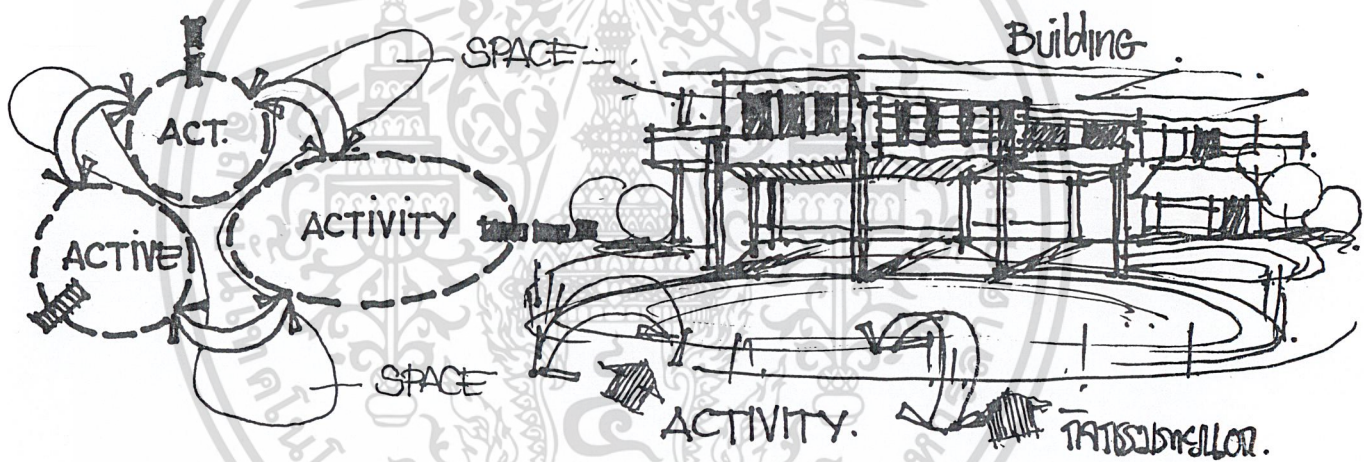 SPACE
ACT.
ACTIVITY
ACTIVE
SPACE
Building
ACTIVITY.